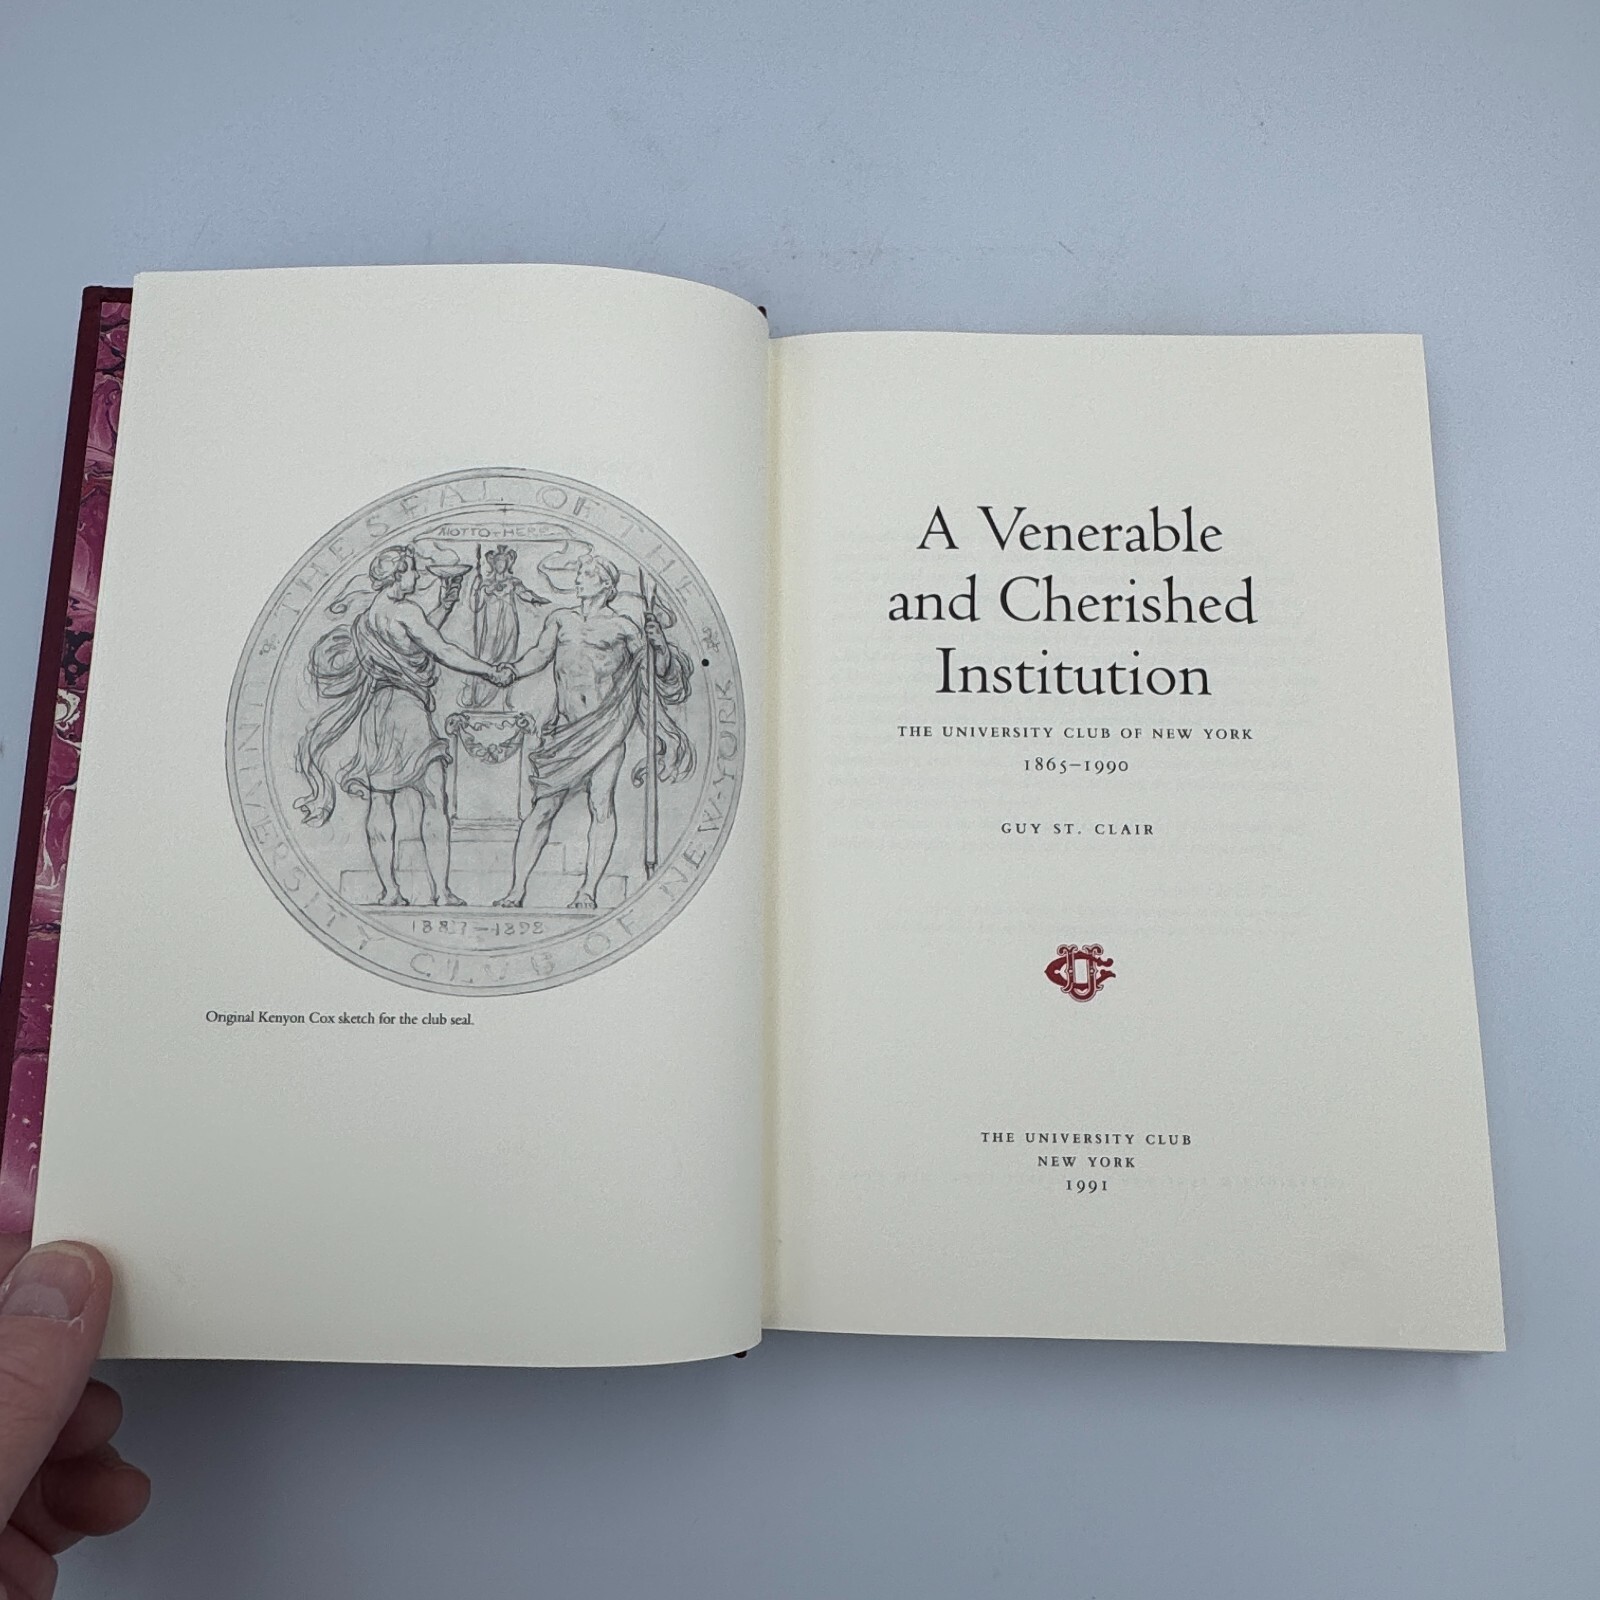 THE SEAL OF THE
UNIVERSITY CLUB OF NEW-YORK
MOTTO-HERE
Original Kenyon Cox sketch for the club seal.
A Venerable
and Cherished
Institution
THE UNIVERSITY CLUB OF NEW YORK
1865–1990
GUY ST. CLAIR
THE UNIVERSITY CLUB
NEW YORK
1991